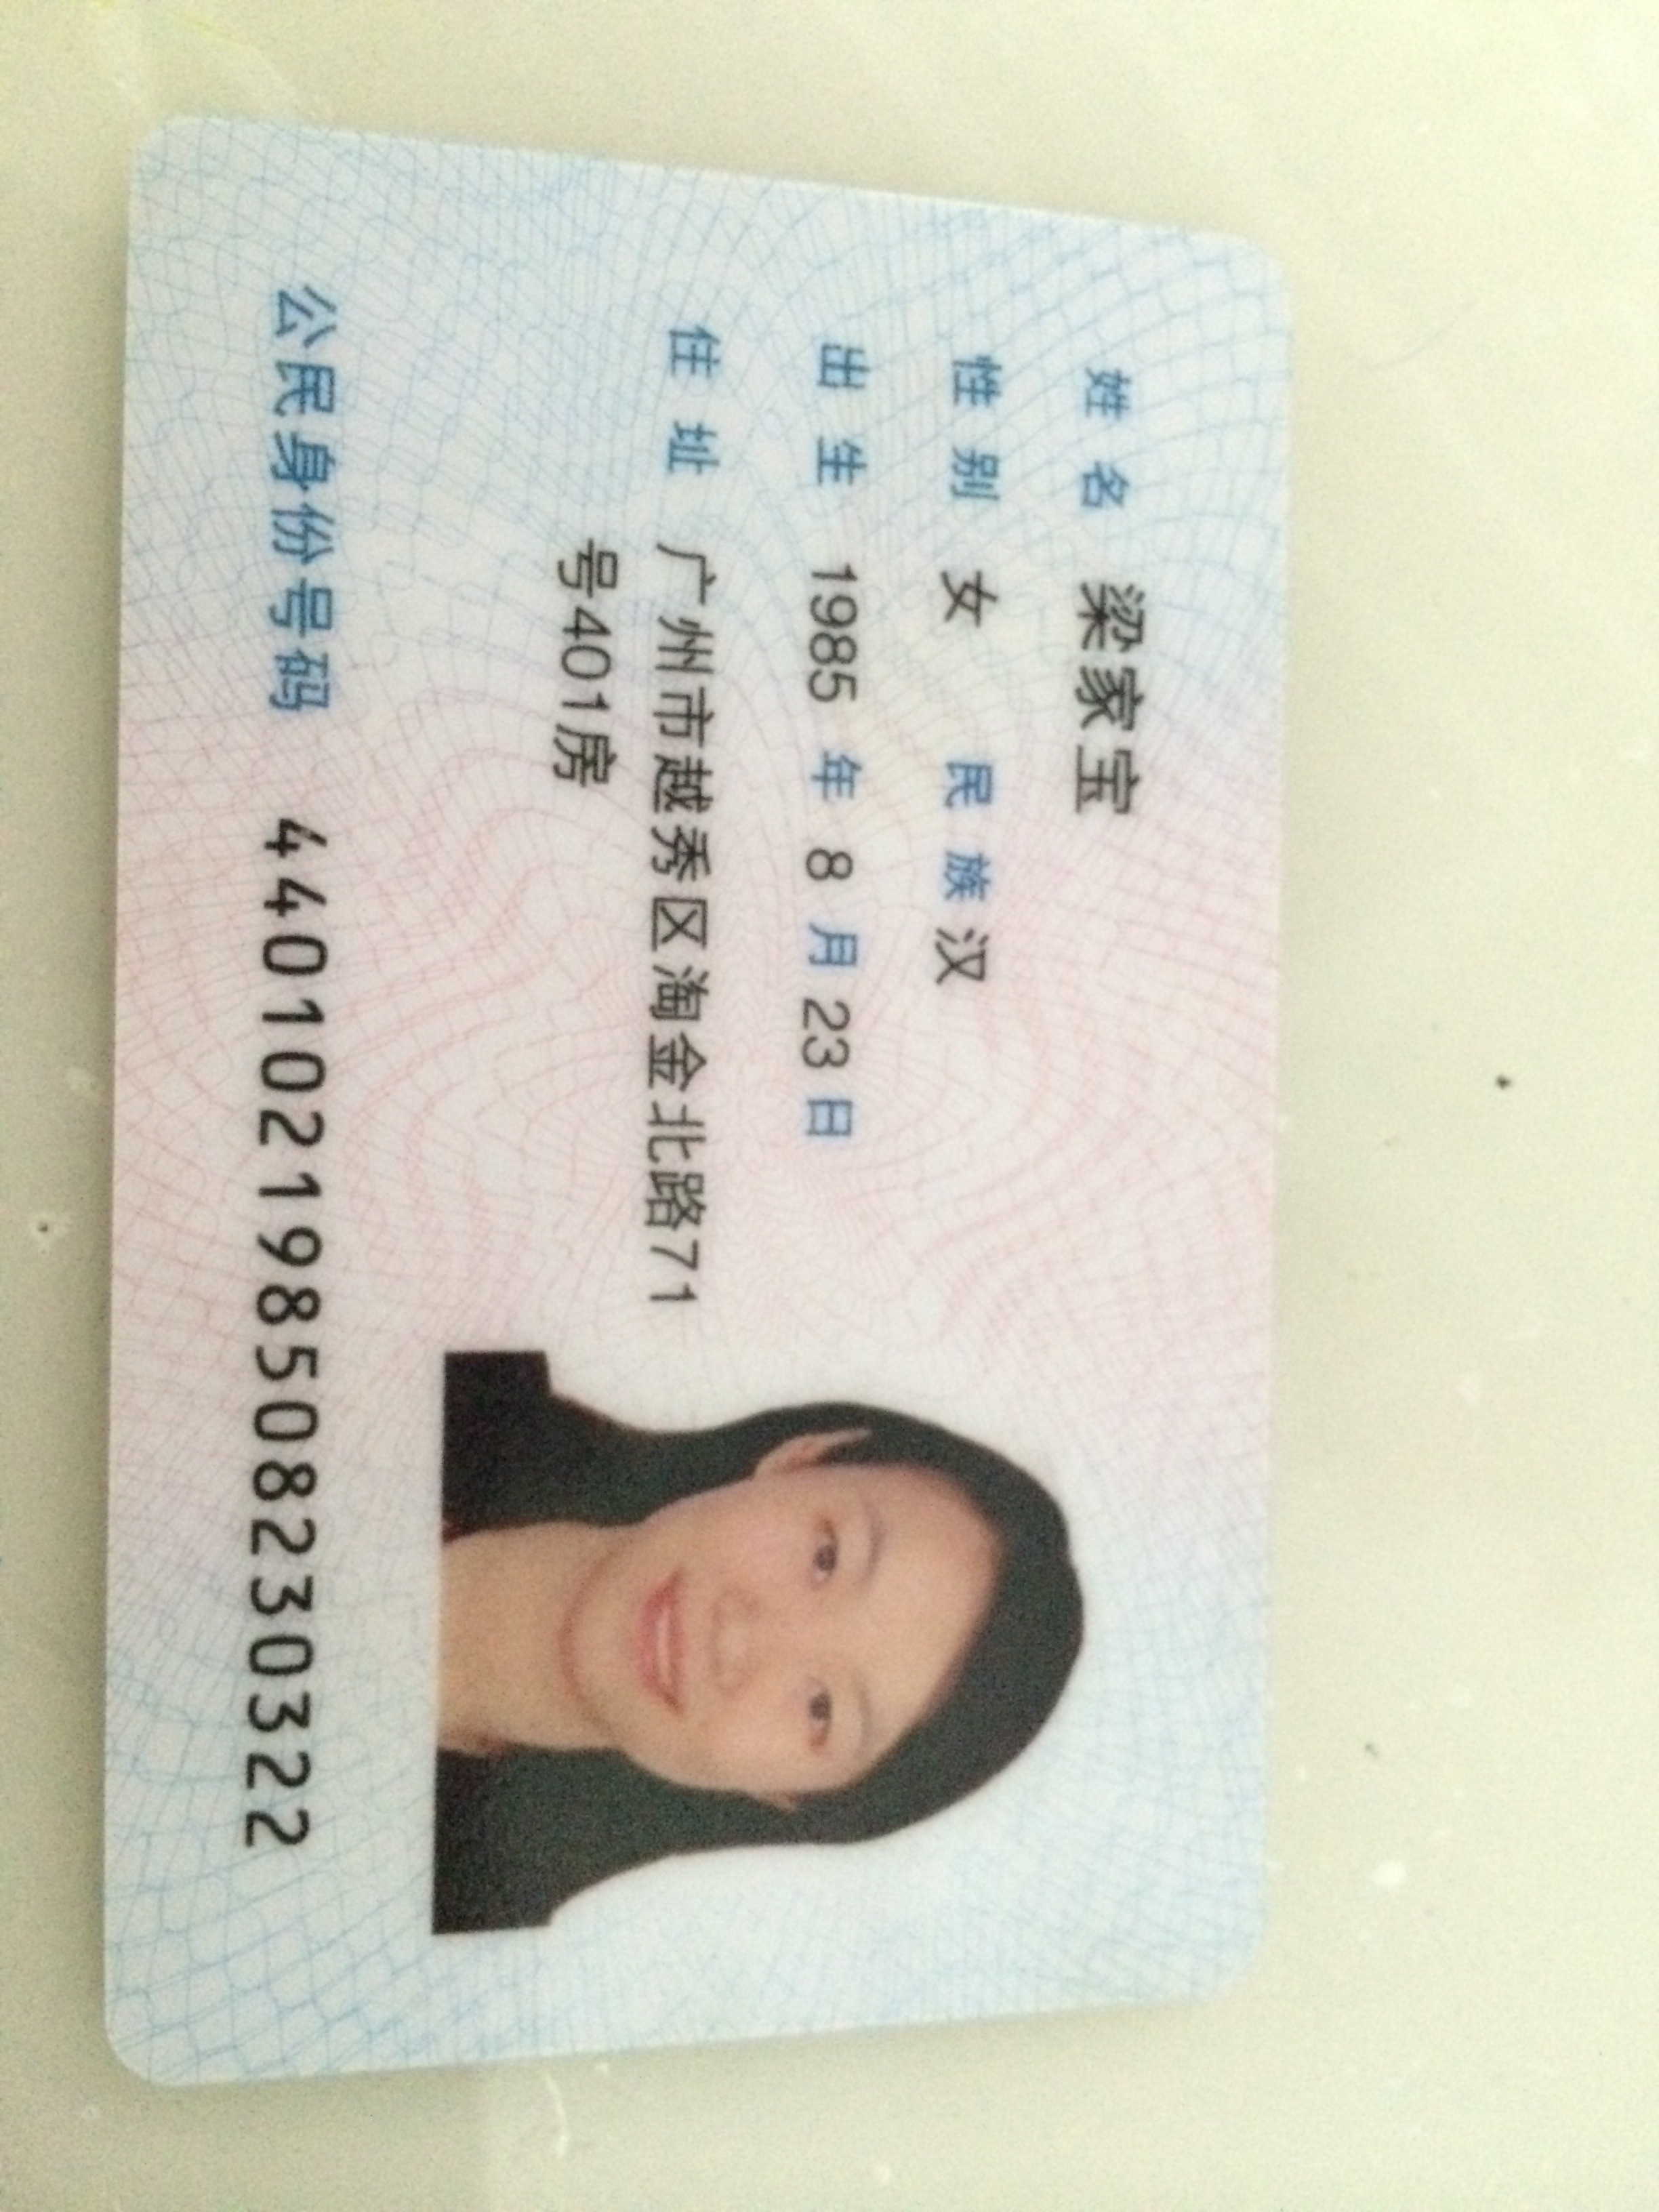 姓名 梁家宝
性别 女 民族 汉
出生 1985 年 8 月 23 日
住址 广州市越秀区淘金北路71
号401房
公民身份号码 440102198508230322